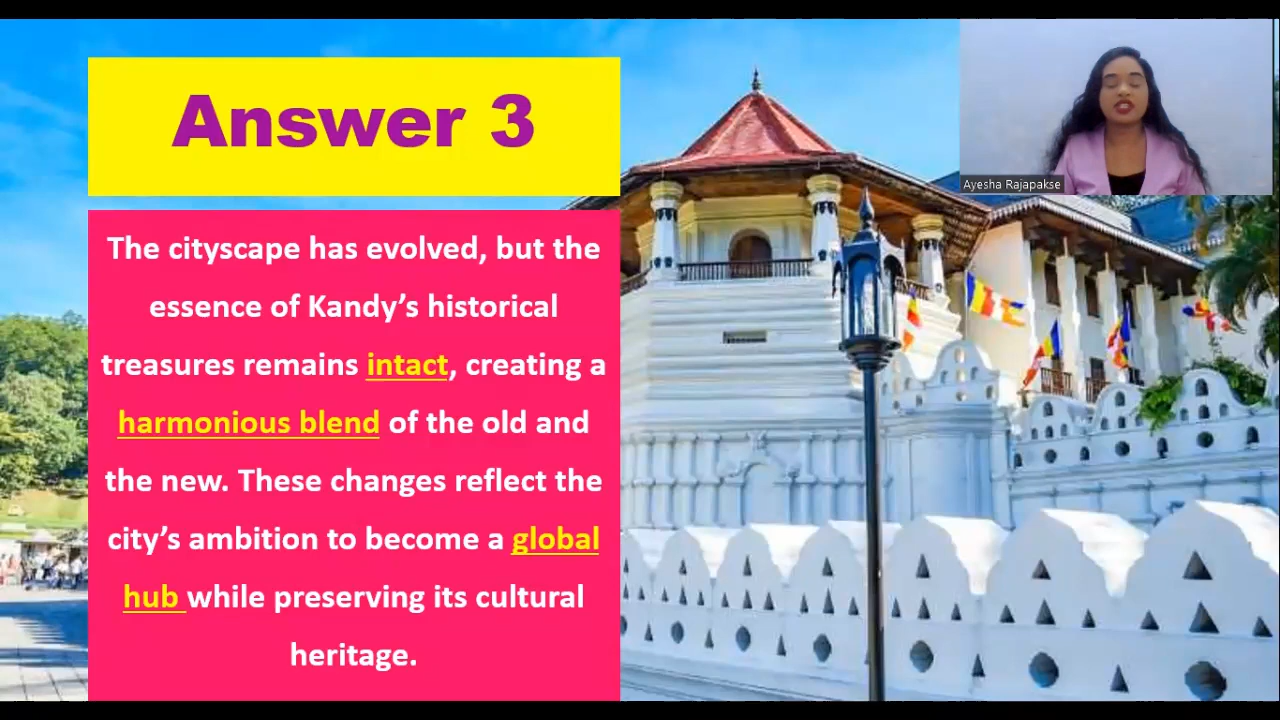 Answer 3
The cityscape has evolved, but the
essence of Kandy’s historical
treasures remains intact, creating a
harmonious blend of the old and
the new. These changes reflect the
city’s ambition to become a global
hub while preserving its cultural
heritage.
Ayesha Rajapakse